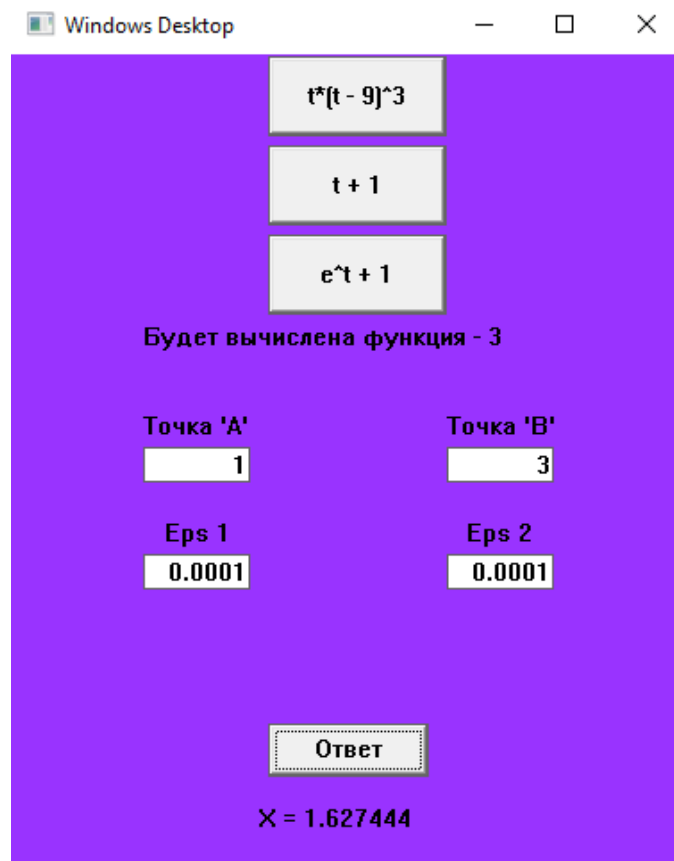 Windows Desktop
t*(t - 9)^3
t + 1
e^t + 1
Будет вычислена функция - 3
Точка 'A' Точка 'B'
1 3
Eps 1 Eps 2
0.0001 0.0001
Ответ
X = 1.627444